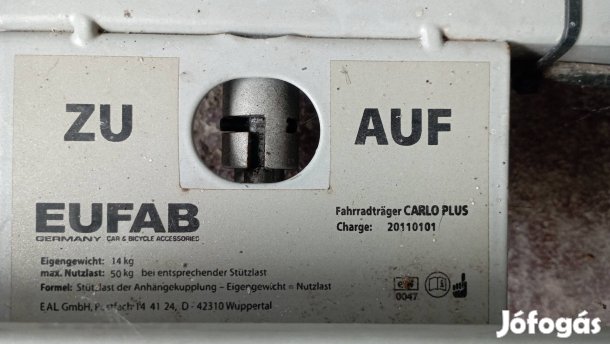 ZU AUF
EUFAB
GERMANY CAR & BICYCLE ACCESSORIES
Fahrradträger CARLO PLUS
Charge: 20110101
Eigengewicht: 14 kg
max. Nutzlast: 50 kg bei entsprechender Stützlast
Formel: Stützlast der Anhängekupplung – Eigengewicht = Nutzlast
EAL GmbH, Postfach 14 41 24, D - 42310 Wuppertal
0047
Jófogás